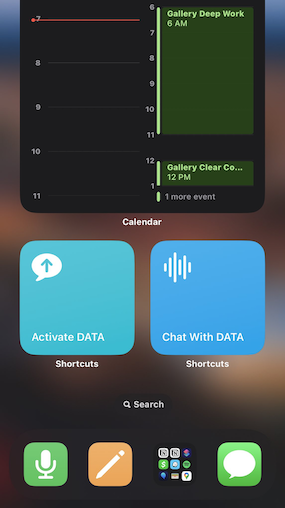 7
8
9
10
11
6
Gallery Deep Work
6 AM
7
8
9
10
11
12
Gallery Clear Co...
12 PM
1
1 more event
Calendar
Activate DATA
Chat With DATA
Shortcuts
Shortcuts
Search